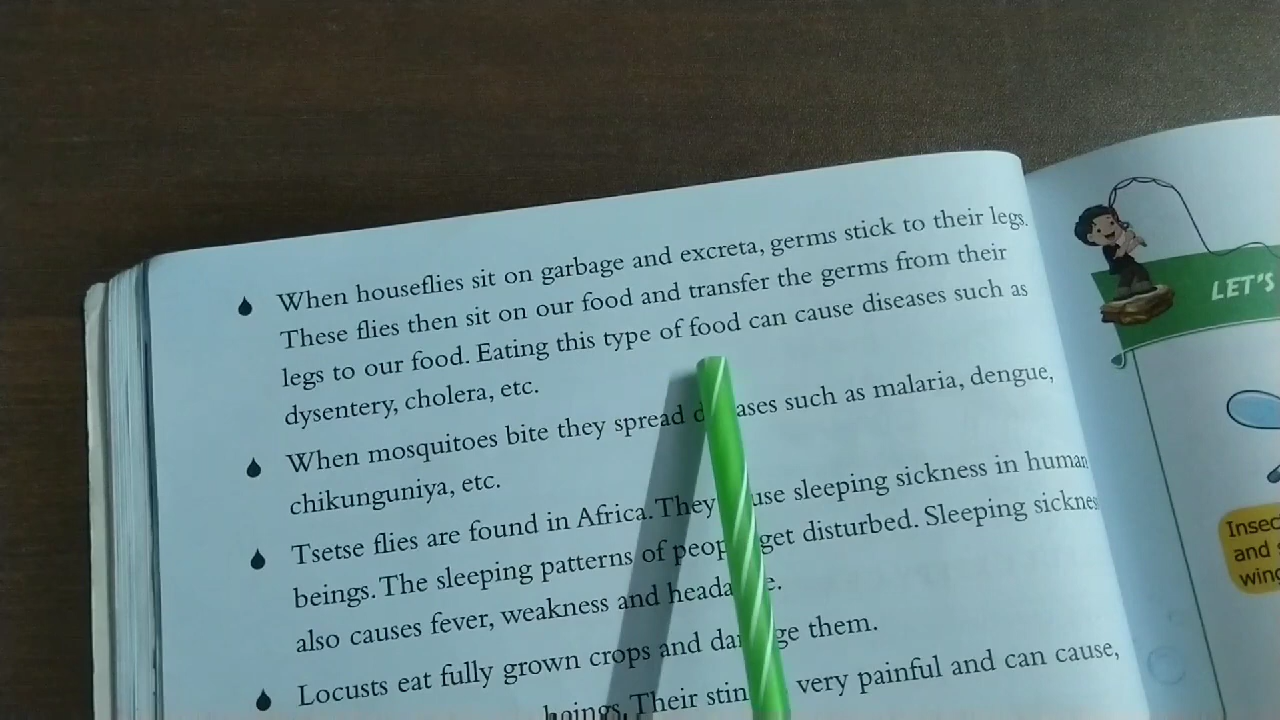 When houseflies sit on garbage and excreta, germs stick to their legs.
These flies then sit on our food and transfer the germs from their
legs to our food. Eating this type of food can cause diseases such as
dysentery, cholera, etc.
When mosquitoes bite they spread diseases such as malaria, dengue,
chikunguniya, etc.
Tsetse flies are found in Africa. They cause sleeping sickness in human
beings. The sleeping patterns of people get disturbed. Sleeping sicknes
also causes fever, weakness and headache.
Locusts eat fully grown crops and damage them.
beings. Their stin very painful and can cause,
LET'S
Insec
and
wing